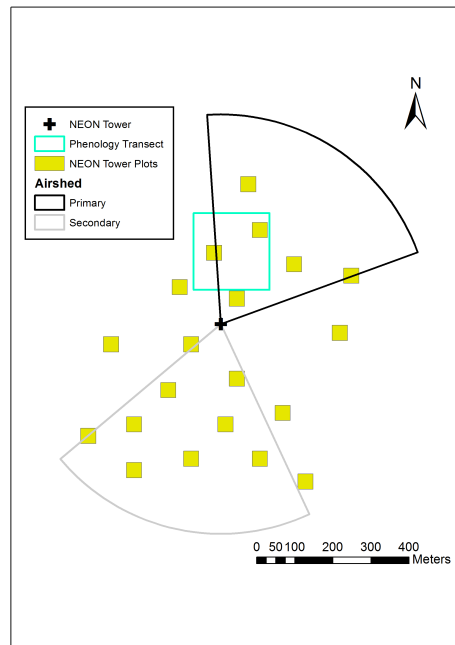 N
NEON Tower
Phenology Transect
NEON Tower Plots
Airshed
Primary
Secondary
0 50 100 200 300 400
Meters